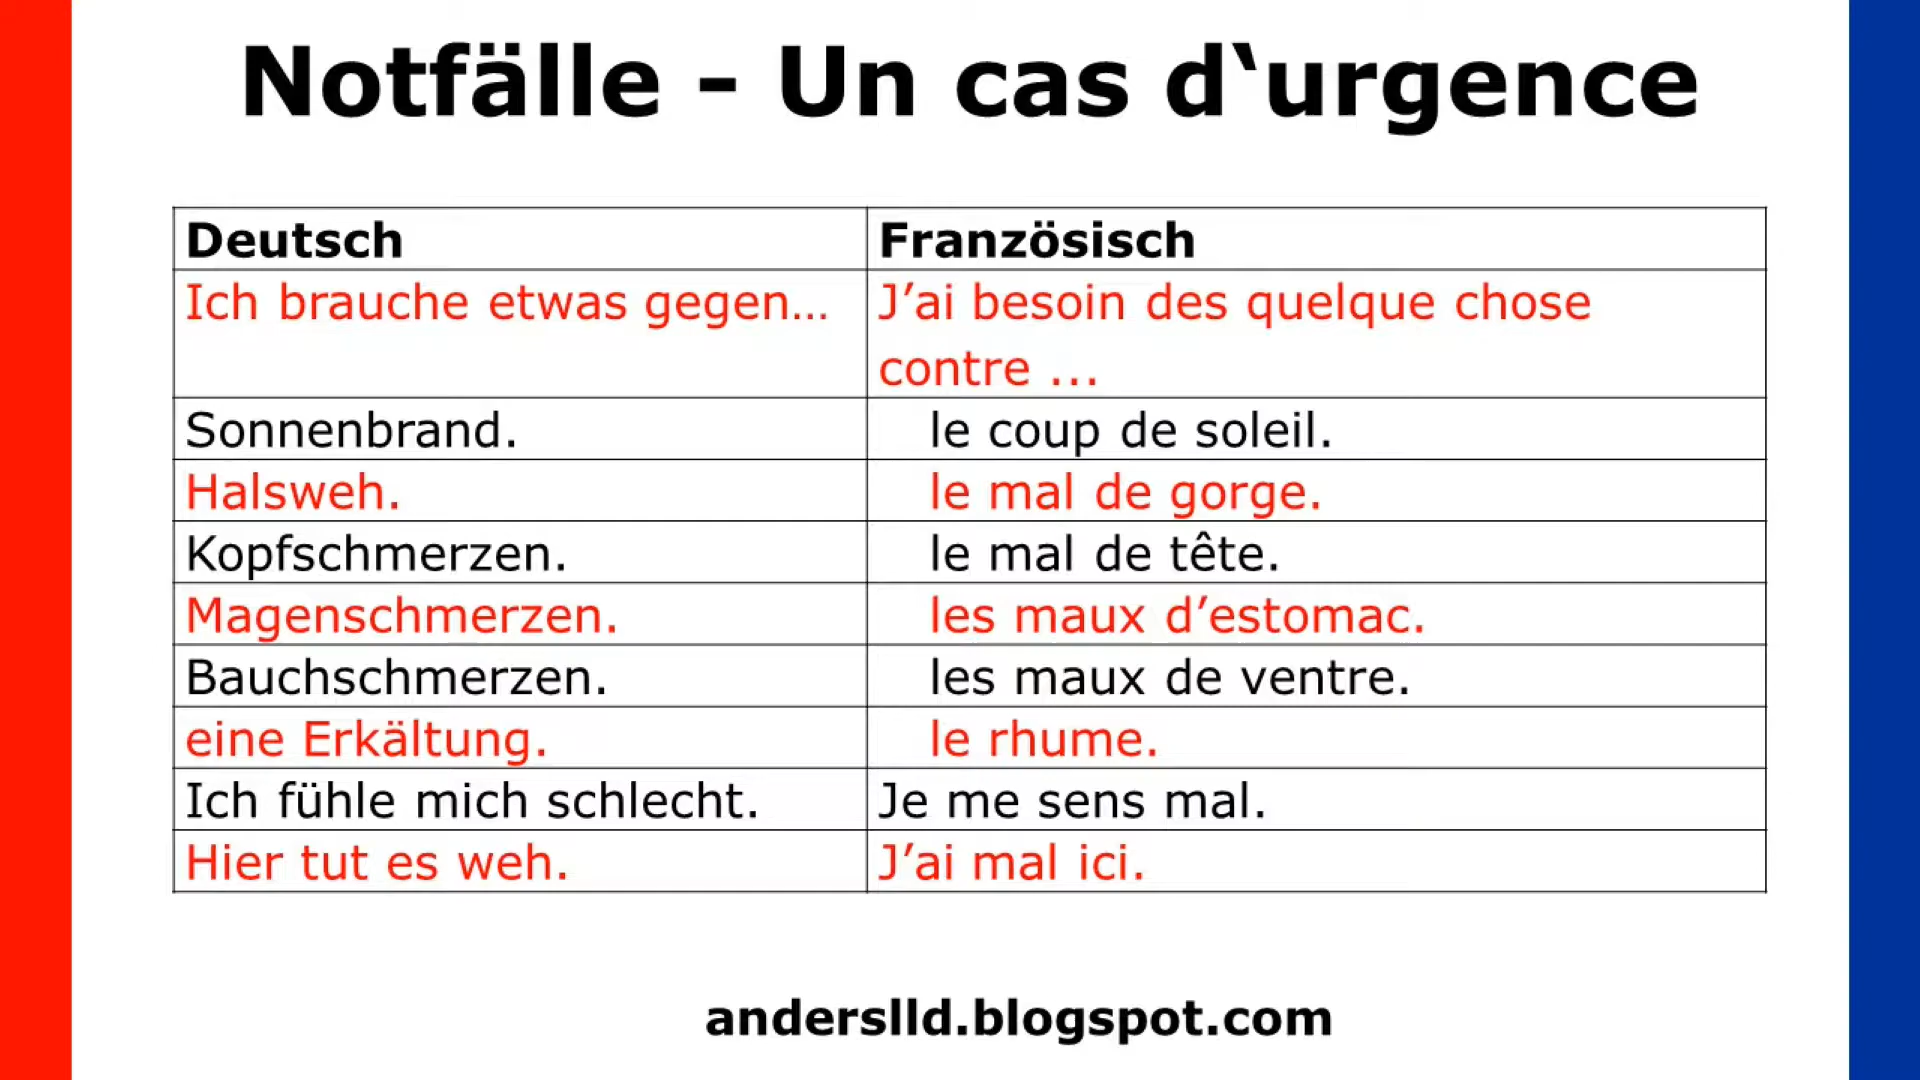 Notfälle - Un cas d‘urgence
Deutsch
Französisch
Ich brauche etwas gegen...
J’ai besoin des quelque chose
contre ...
Sonnenbrand.
le coup de soleil.
Halsweh.
le mal de gorge.
Kopfschmerzen.
le mal de tête.
Magenschmerzen.
les maux d’estomac.
Bauchschmerzen.
les maux de ventre.
eine Erkältung.
le rhume.
Ich fühle mich schlecht.
Je me sens mal.
Hier tut es weh.
J’ai mal ici.
anderslld.blogspot.com